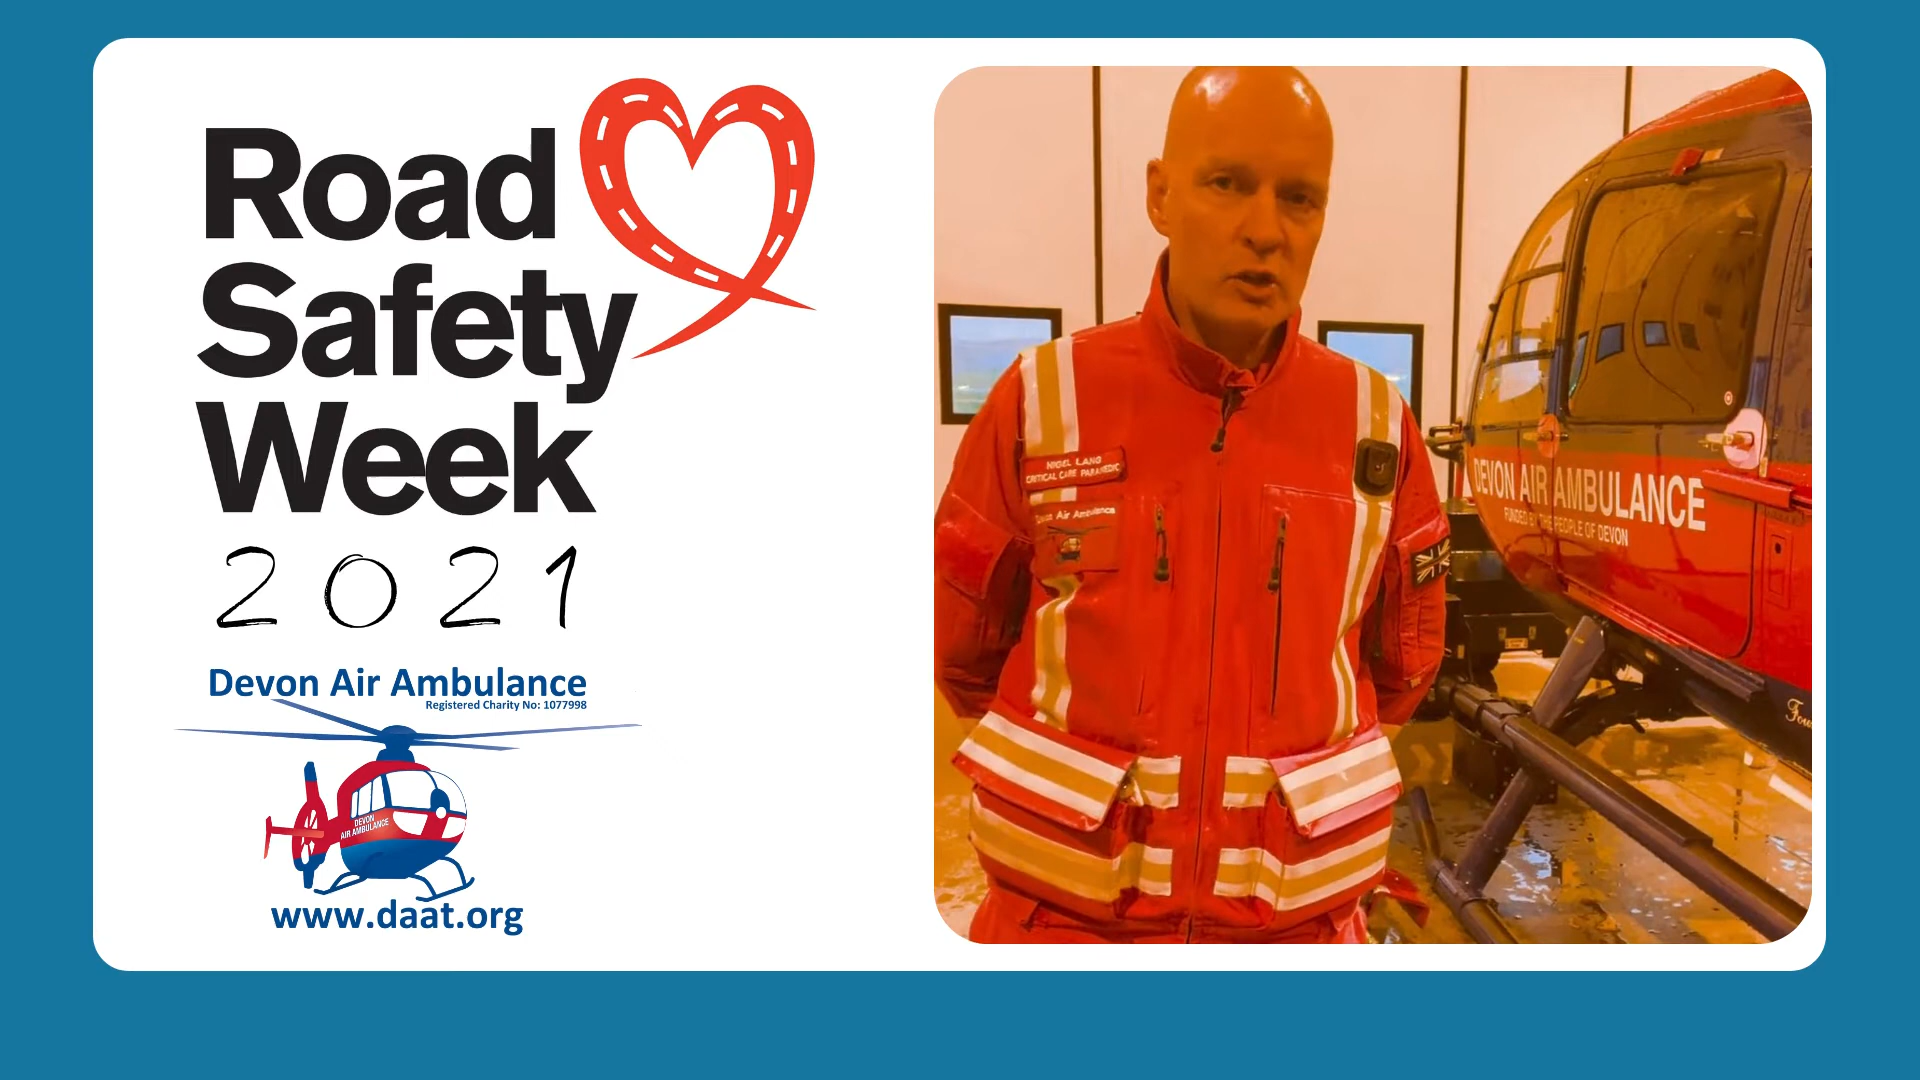 Road
Safety
Week
2021
Devon Air Ambulance
Registered Charity No: 1077998
DEVON
AIR AMBULANCE
www.daat.org
NIGEL LANG
CRITICAL CARE PARAMEDIC
Devon Air Ambulance
DEVON AIR AMBULANCE
FUNDED BY THE PEOPLE OF DEVON